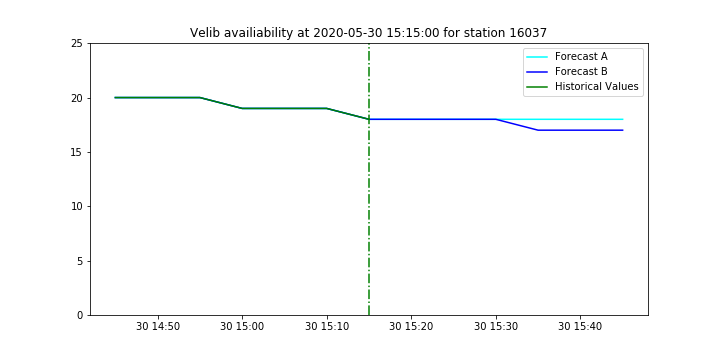 Velib availiability at 2020-05-30 15:15:00 for station 16037
25
20
15
10
5
0
Forecast A
Forecast B
Historical Values
30 14:50 30 15:00 30 15:10 30 15:20 30 15:30 30 15:40